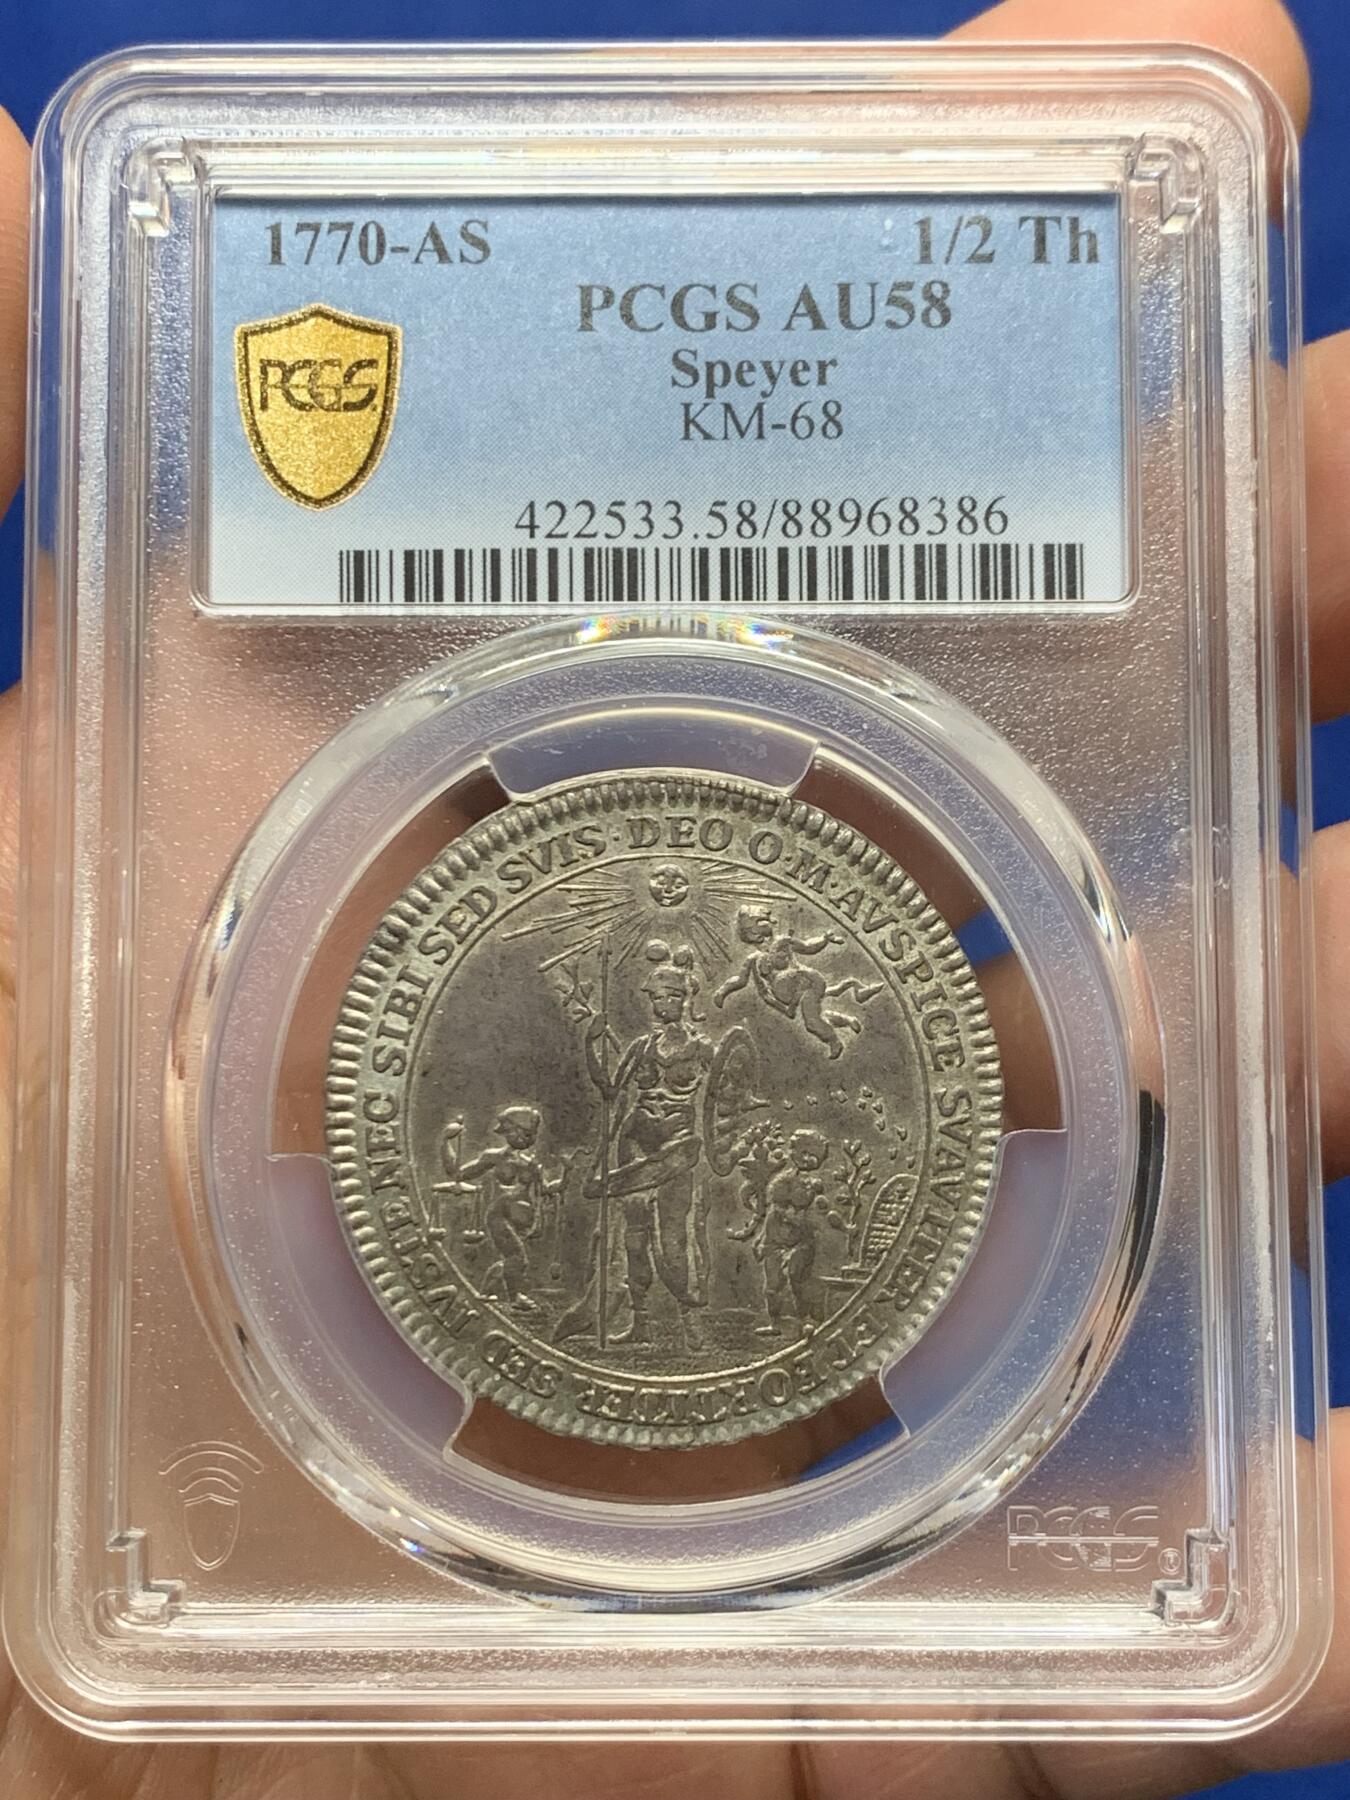 1770-AS 1/2 Th
PCGS AU58
Speyer
KM-68
PCGS
422533.58/88968386
DEO O·M·AVSPICE SVAVITER ET FORTITER SED IVSTE NEC SIBI SED SVIS·
PCGS